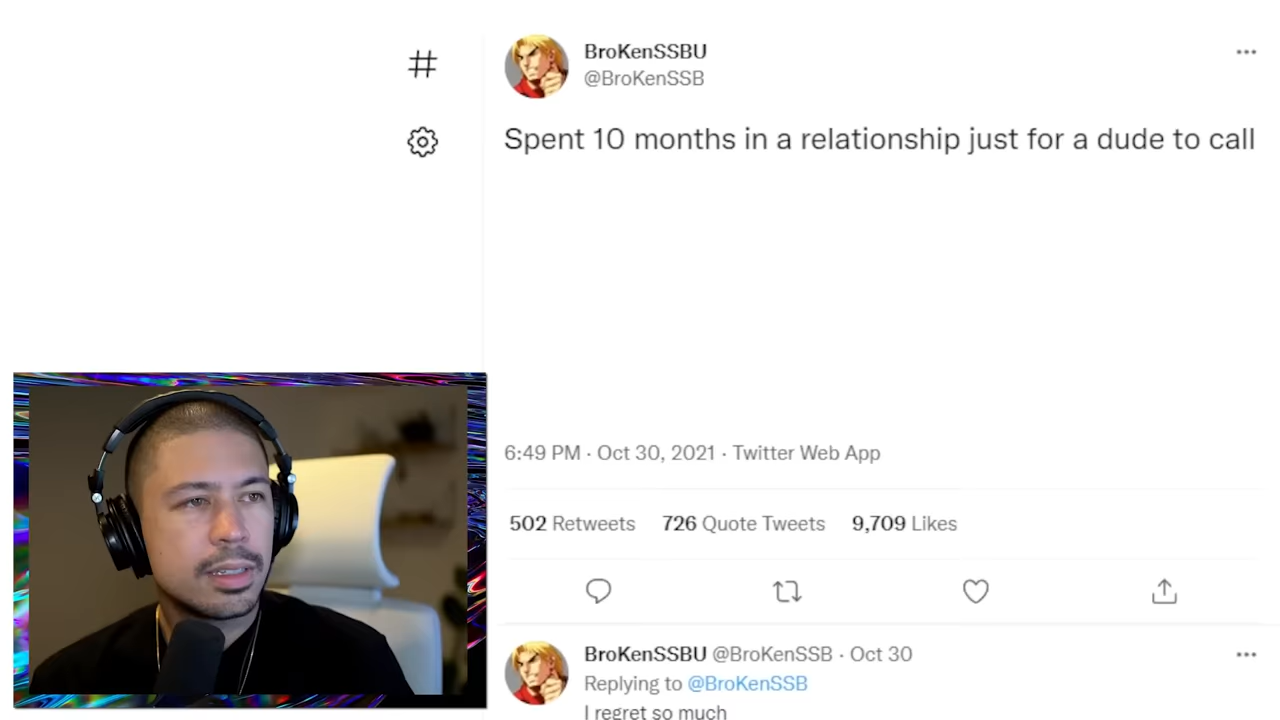 BroKenSSBU
@BroKenSSB
Spent 10 months in a relationship just for a dude to call
6:49 PM · Oct 30, 2021 · Twitter Web App
502 Retweets 726 Quote Tweets 9,709 Likes
BroKenSSBU @BroKenSSB · Oct 30
Replying to @BroKenSSB
I regret so much